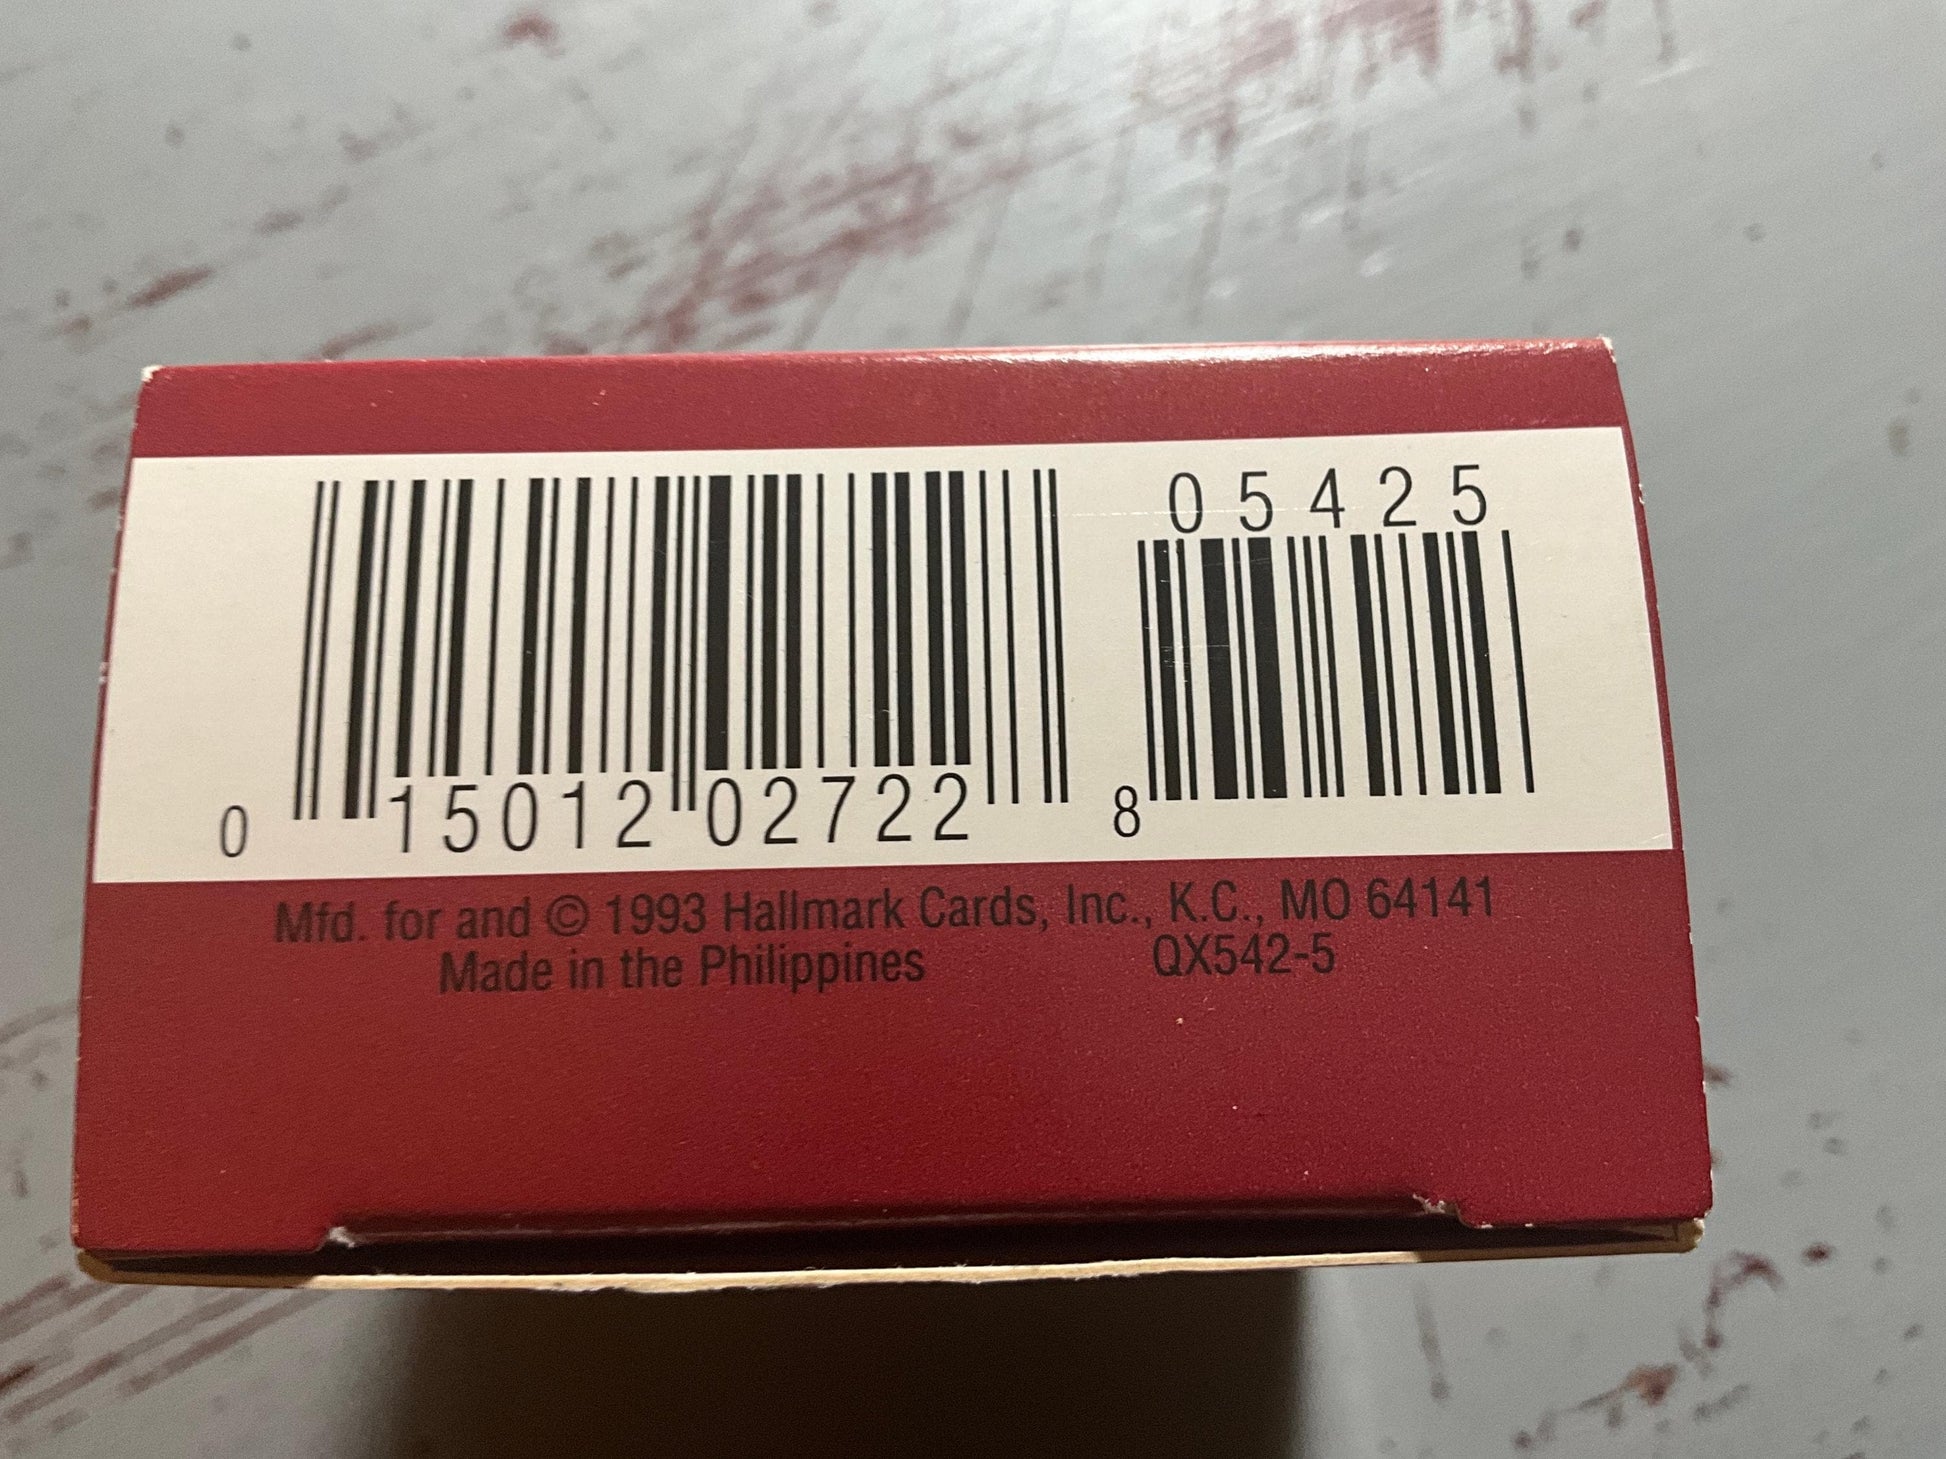 05425
0 15012 02722 8
Mfd. for and © 1993 Hallmark Cards, Inc., K.C., MO 64141
Made in the Philippines QX542-5